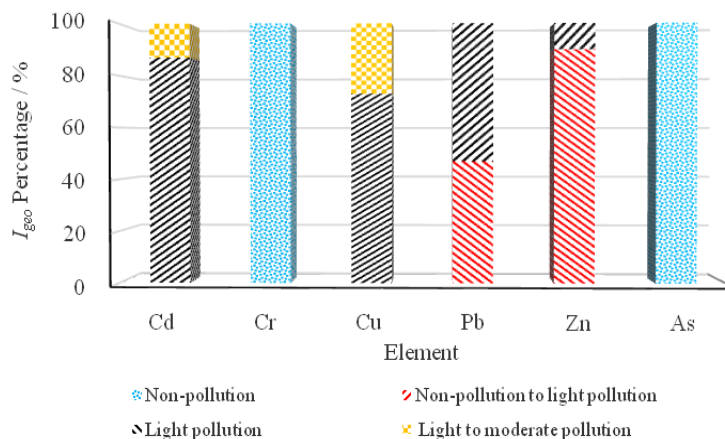 I_geo Percentage / %
100
80
60
40
20
0
Cd Cr Cu Pb Zn As
Element
Non-pollution Non-pollution to light pollution
Light pollution Light to moderate pollution